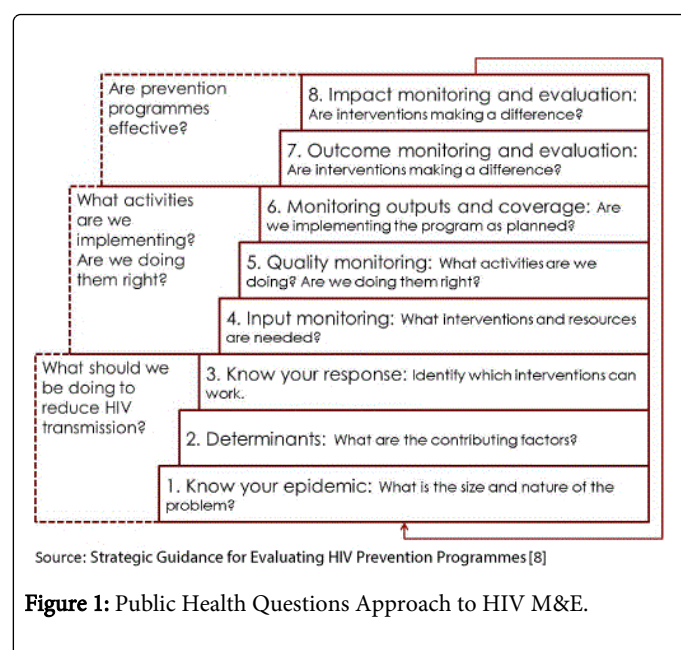 Are prevention
programmes
effective?
8. Impact monitoring and evaluation:
Are interventions making a difference?
7. Outcome monitoring and evaluation:
Are interventions making a difference?
What activities
are we
implementing?
Are we doing
them right?
6. Monitoring outputs and coverage: Are
we implementing the program as planned?
5. Quality monitoring: What activities are we
doing? Are we doing them right?
4. Input monitoring: What interventions and resources
are needed?
What should we
be doing to
reduce HIV
transmission?
3. Know your response: Identify which interventions can
work.
2. Determinants: What are the contributing factors?
1. Know your epidemic: What is the size and nature of the
problem?
Source: Strategic Guidance for Evaluating HIV Prevention Programmes [8]
Figure 1: Public Health Questions Approach to HIV M&E.